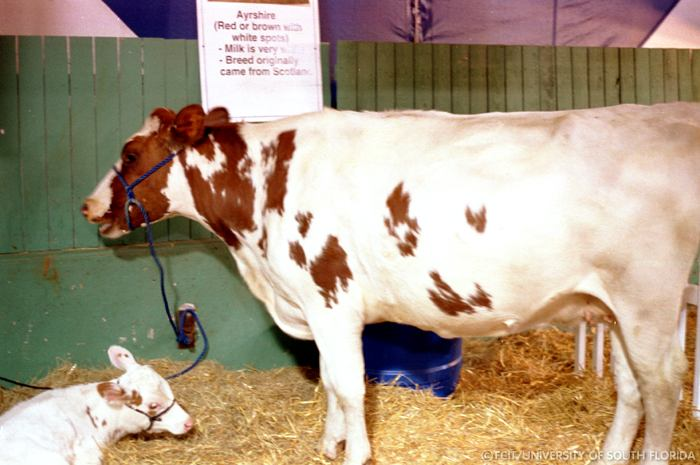 Ayrshire
(Red or brown with
white spots)
- Milk is very
- Breed originally
came from Scotland
©FCIT/UNIVERSITY OF SOUTH FLORIDA